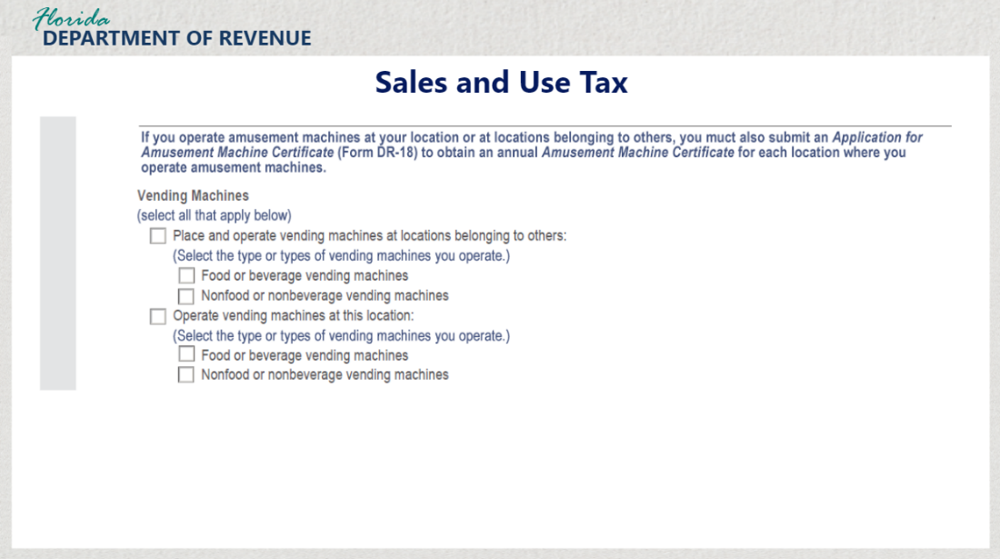 Florida
DEPARTMENT OF REVENUE
Sales and Use Tax
If you operate amusement machines at your location or at locations belonging to others, you muct also submit an Application for
Amusement Machine Certificate (Form DR-18) to obtain an annual Amusement Machine Certificate for each location where you
operate amusement machines.
Vending Machines
(select all that apply below)
Place and operate vending machines at locations belonging to others:
(Select the type or types of vending machines you operate.)
Food or beverage vending machines
Nonfood or nonbeverage vending machines
Operate vending machines at this location:
(Select the type or types of vending machines you operate.)
Food or beverage vending machines
Nonfood or nonbeverage vending machines